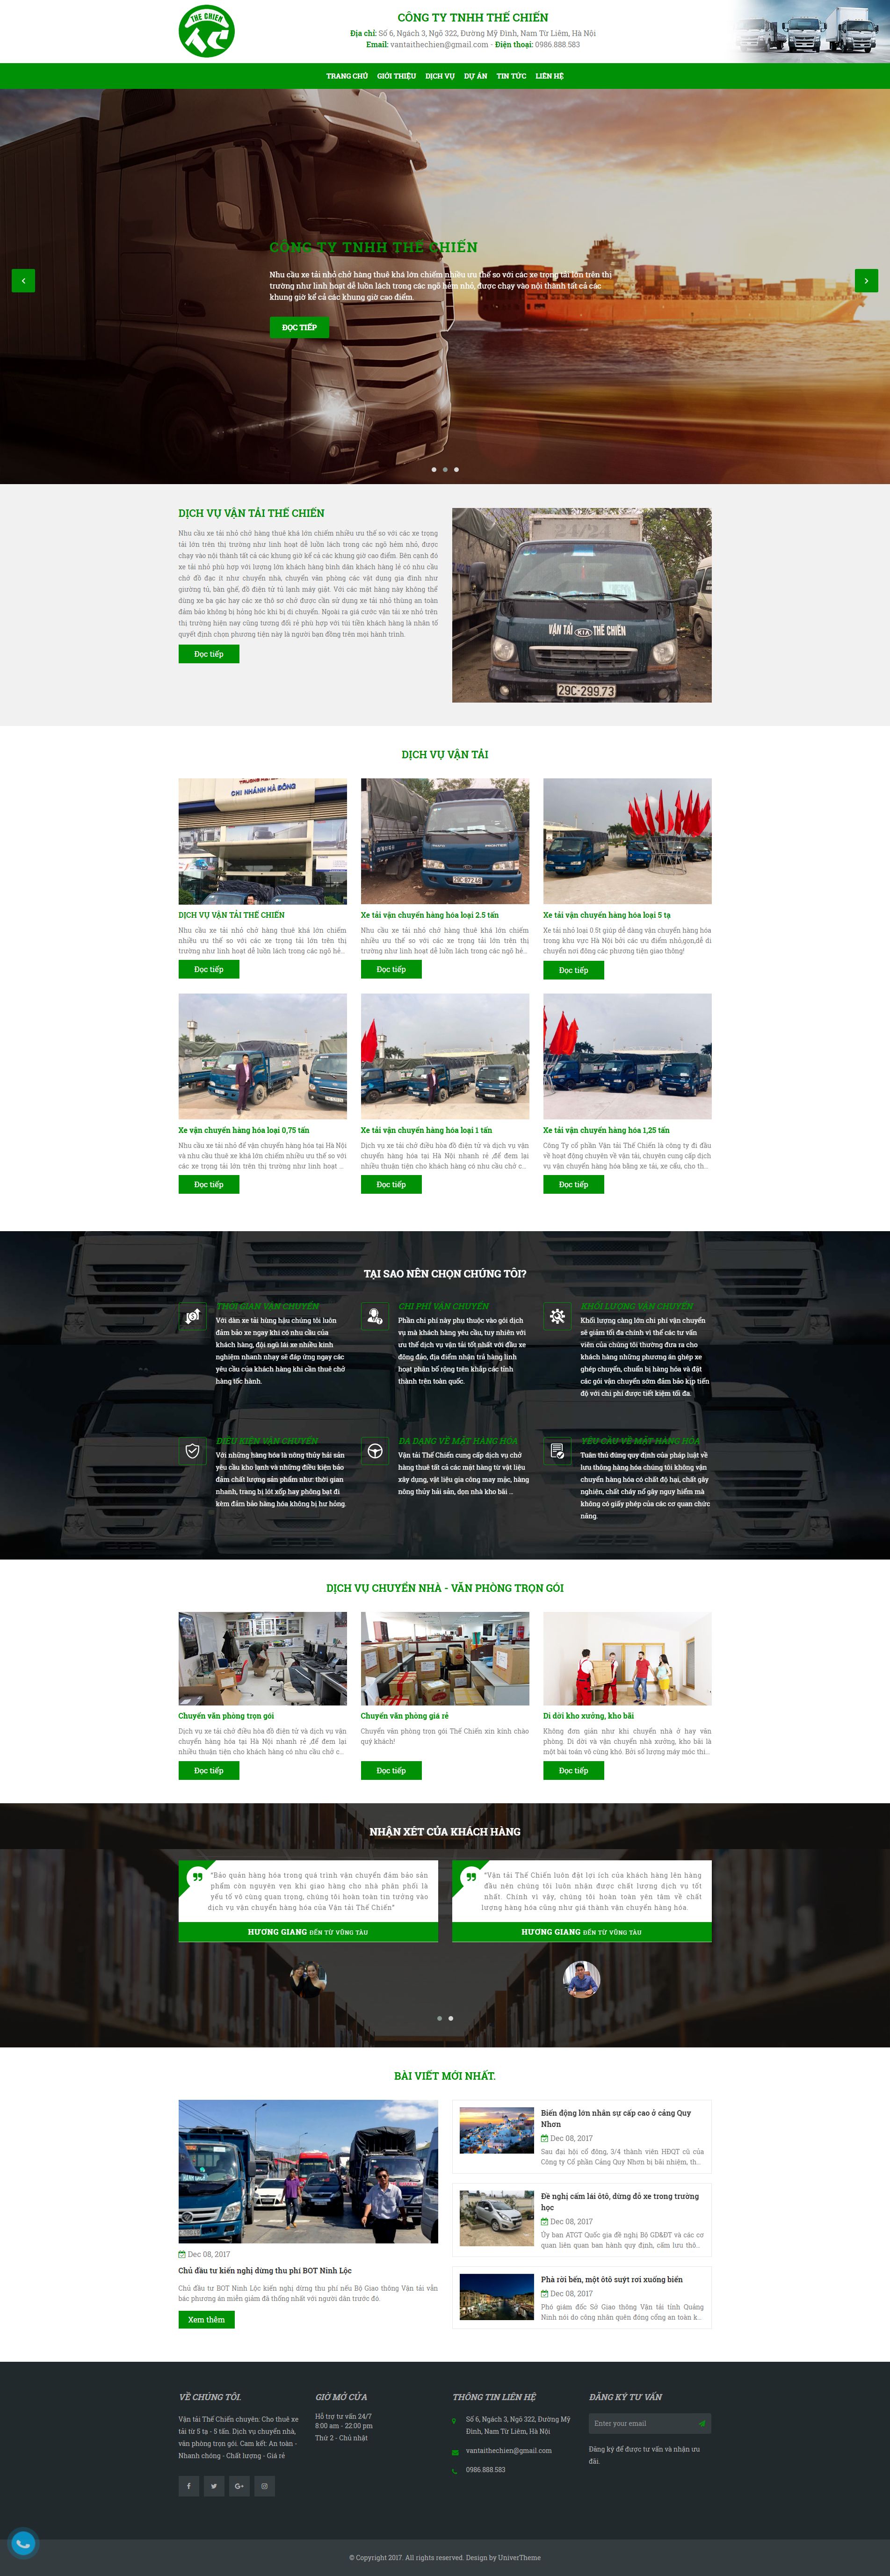 THE CHIEN
CÔNG TY TNHH THẾ CHIẾN
Địa chỉ: Số 6, Ngách 3, Ngõ 322, Đường Mỹ Đình, Nam Từ Liêm, Hà Nội
Email: vantaithechien@gmail.com - Điện thoại: 0986.888.583
TRANG CHỦ GIỚI THIỆU DỊCH VỤ DỰ ÁN TIN TỨC LIÊN HỆ
CÔNG TY TNHH THẾ CHIẾN
Nhu cầu xe tải nhỏ chở hàng thuê khá lớn chiếm nhiều ưu thế so với các xe trọng tải lớn trên thị
trường như linh hoạt dễ luồn lách trong các ngõ hẻm nhỏ, được chạy vào nội thành tất cả các
khung giờ kể cả các khung giờ cao điểm.
ĐỌC TIẾP
DỊCH VỤ VẬN TẢI THẾ CHIẾN
Nhu cầu xe tải nhỏ chở hàng thuê khá lớn chiếm nhiều ưu thế so với các xe trọng
tải lớn trên thị trường như linh hoạt dễ luồn lách trong các ngõ hẻm nhỏ, được
chạy vào nội thành tất cả các khung giờ kể cả các khung giờ cao điểm. Bên cạnh đó
xe tải nhỏ phù hợp với lượng lớn khách hàng bình dân khách hàng lẻ có nhu cầu
chở đồ đạc ít như chuyển nhà, chuyển văn phòng các vật dụng gia đình như
giường tủ, bàn ghế, đồ điện tử tủ lạnh máy giặt. Với các mặt hàng này không thể
dùng xe ba gác hay các xe thô sơ chở được cần sử dụng xe tải nhỏ thùng an toàn
đảm bảo không bị hỏng hóc khi bị di chuyển. Ngoài ra giá cước vận tải xe nhỏ trên
thị trường hiện nay cũng tương đối rẻ phù hợp với túi tiền khách hàng là nhân tố
quyết định chọn phương tiện này là người bạn đồng trên mọi hành trình.
Đọc tiếp
VẬN TẢI KIA THẾ CHIẾN
29C-299.73
DỊCH VỤ VẬN TẢI
CHI NHÁNH HÀ ĐÔNG
FRONTIER
DỊCH VỤ VẬN TẢI THẾ CHIẾN
Nhu cầu xe tải nhỏ chở hàng thuê khá lớn chiếm
nhiều ưu thế so với các xe trọng tải lớn trên thị
trường như linh hoạt dễ luồn lách trong các ngõ hẻ...
Đọc tiếp
Xe tải vận chuyển hàng hóa loại 2.5 tấn
Nhu cầu xe tải nhỏ chở hàng thuê khá lớn chiếm
nhiều ưu thế so với các xe trọng tải lớn trên thị
trường như linh hoạt dễ luồn lách trong các ngõ hẻ...
Đọc tiếp
Xe tải vận chuyển hàng hóa loại 5 tạ
Xe tải nhỏ loại 0.5t giúp dễ dàng vận chuyển hàng hóa
trong khu vực Hà Nội bởi các ưu điểm nhỏ,gọn,dễ di
chuyển nơi đông các phương tiện giao thông!
Đọc tiếp
Xe vận chuyển hàng hóa loại 0,75 tấn
Nhu cầu xe tải nhỏ để vận chuyển hàng hóa tại Hà Nội
và nhu cầu thuê xe khá lớn chiếm nhiều ưu thế so với
các xe trọng tải lớn trên thị trường như linh hoạt ...
Đọc tiếp
Xe tải vận chuyển hàng hóa loại 1 tấn
Dịch vụ xe tải chở điều hòa đồ điện tử và dịch vụ vận
chuyển hàng hóa tại Hà Nội nhanh rẻ ,để đem lại
nhiều thuận tiện cho khách hàng có nhu cầu chở c...
Đọc tiếp
Xe tải vận chuyển hàng hóa 1,25 tấn
Công Ty cổ phần Vận tải Thế Chiến là công ty đi đầu
về hoạt động chuyên về vận tải, chuyên cung cấp dịch
vụ vận chuyển hàng hóa bằng xe tải, xe cẩu, cho th...
Đọc tiếp
TẠI SAO NÊN CHỌN CHÚNG TÔI?
THỜI GIAN VẬN CHUYỂN
Với dàn xe tải hùng hậu chúng tôi luôn
đảm bảo xe ngay khi có nhu cầu của
khách hàng, đội ngũ lái xe nhiều kinh
nghiệm nhanh nhạy sẽ đáp ứng ngay các
yêu cầu của khách hàng khi cần thuê chở
hàng tốc hành.
CHI PHÍ VẬN CHUYỂN
Phần chi phí này phụ thuộc vào gói dịch
vụ mà khách hàng yêu cầu, tuy nhiên với
ưu thế dịch vụ vận tải tốt nhất với đầu xe
đông đảo, địa điểm nhận trả hàng linh
hoạt phân bố rộng trên khắp các tỉnh
thành trên toàn quốc.
KHỐI LƯỢNG VẬN CHUYỂN
Khối lượng càng lớn chi phí vận chuyển
sẽ giảm tối đa chính vì thế các tư vấn
viên của chúng tôi thường đưa ra cho
khách hàng những phương án ghép xe
ghép chuyến, chuẩn bị hàng hóa và đặt
các gói vận chuyển sớm đảm bảo kịp tiến
độ với chi phí được tiết kiệm tối đa.
ĐIỀU KIỆN VẬN CHUYỂN
Với những hàng hóa là nông thủy hải sản
yêu cầu kho lạnh và những điều kiện bảo
đảm chất lượng sản phẩm như: thời gian
nhanh, trang bị lót xốp hay phòng bạt đi
kèm đảm bảo hàng hóa không bị hư hỏng.
ĐA DẠNG VỀ MẶT HÀNG HÓA
Vận tải Thế Chiến cung cấp dịch vụ chở
hàng thuê tất cả các mặt hàng từ vật liệu
xây dựng, vật liệu gia công may mặc, hàng
nông thủy hải sản, dọn nhà kho bãi ...
YÊU CẦU VỀ MẶT HÀNG HÓA
Tuân thủ đúng quy định của pháp luật về
lưu thông hàng hóa chúng tôi không vận
chuyển hàng hóa có chất độ hại, chất gây
nghiện, chất cháy nổ gây nguy hiểm mà
không có giấy phép của các cơ quan chức
năng.
DỊCH VỤ CHUYỂN NHÀ - VĂN PHÒNG TRỌN GÓI
Chuyển văn phòng trọn gói
Dịch vụ xe tải chở điều hòa đồ điện tử và dịch vụ vận
chuyển hàng hóa tại Hà Nội nhanh rẻ ,để đem lại
nhiều thuận tiện cho khách hàng có nhu cầu chở c...
Đọc tiếp
Chuyển văn phòng giá rẻ
Chuyển văn phòng trọn gói Thế Chiến xin kính chào
quý khách!
Đọc tiếp
Di dời kho xưởng, kho bãi
Không đơn giản như khi chuyển nhà ở hay văn
phòng. Di dời và vận chuyển nhà xưởng, kho bãi là
một bài toán vô cùng khó. Bởi số lượng máy móc thi...
Đọc tiếp
NHẬN XÉT CỦA KHÁCH HÀNG
"Bảo quản hàng hóa trong quá trình vận chuyển đảm bảo sản
phẩm còn nguyên vẹn khi giao hàng cho nhà phân phối là
yếu tố vô cùng quan trọng, chúng tôi hoàn toàn tin tưởng vào
dịch vụ vận chuyển hàng hóa của Vận tải Thế Chiến"
HƯƠNG GIANG ĐẾN TỪ VŨNG TÀU
"Vận tải Thế Chiến luôn đặt lợi ích của khách hàng lên hàng
đầu nên chúng tôi luôn nhận được chất lượng dịch vụ tốt
nhất. Chính vì vậy, chúng tôi hoàn toàn yên tâm về chất
lượng hàng hóa cũng như giá thành vận chuyển hàng hóa.
HƯƠNG GIANG ĐẾN TỪ VŨNG TÀU
BÀI VIẾT MỚI NHẤT.
Dec 08, 2017
Chủ đầu tư kiến nghị dừng thu phí BOT Ninh Lộc
Chủ đầu tư BOT Ninh Lộc kiến nghị dừng thu phí nếu Bộ Giao thông Vận tải vẫn
bác phương án miễn giảm đã thống nhất với người dân trước đó.
Xem thêm
Biến động lớn nhân sự cấp cao ở cảng Quy
Nhơn
Dec 08, 2017
Sau đại hội cổ đông, 3/4 thành viên HĐQT cũ của
Công ty Cổ phần Cảng Quy Nhơn bị bãi nhiệm, th...
Đề nghị cấm lái ôtô, dừng đỗ xe trong trường
học
Dec 08, 2017
Ủy ban ATGT Quốc gia đề nghị Bộ GD&ĐT và các cơ
quan liên quan ban hành quy định, cấm lưu thô...
Phà rời bến, một ôtô suýt rơi xuống biển
Dec 08, 2017
Phó giám đốc Sở Giao thông Vận tải tỉnh Quảng
Ninh nói do công nhân quên đóng cổng an toàn k...
VỀ CHÚNG TÔI.
Vận tải Thế Chiến chuyên: Cho thuê xe
tải từ 5 tạ - 5 tấn. Dịch vụ chuyển nhà,
văn phòng trọn gói. Cam kết: An toàn -
Nhanh chóng - Chất lượng - Giá rẻ
GIỜ MỞ CỬA
Hỗ trợ tư vấn 24/7
8:00 am - 22:00 pm
Thứ 2 - Chủ nhật
THÔNG TIN LIÊN HỆ
Số 6, Ngách 3, Ngõ 322, Đường Mỹ
Đình, Nam Từ Liêm, Hà Nội
vantaithechien@gmail.com
0986.888.583
ĐĂNG KÝ TƯ VẤN
Enter your email
Đăng ký để được tư vấn và nhận ưu
đãi.
© Copyright 2017. All rights reserved. Design by UniverTheme